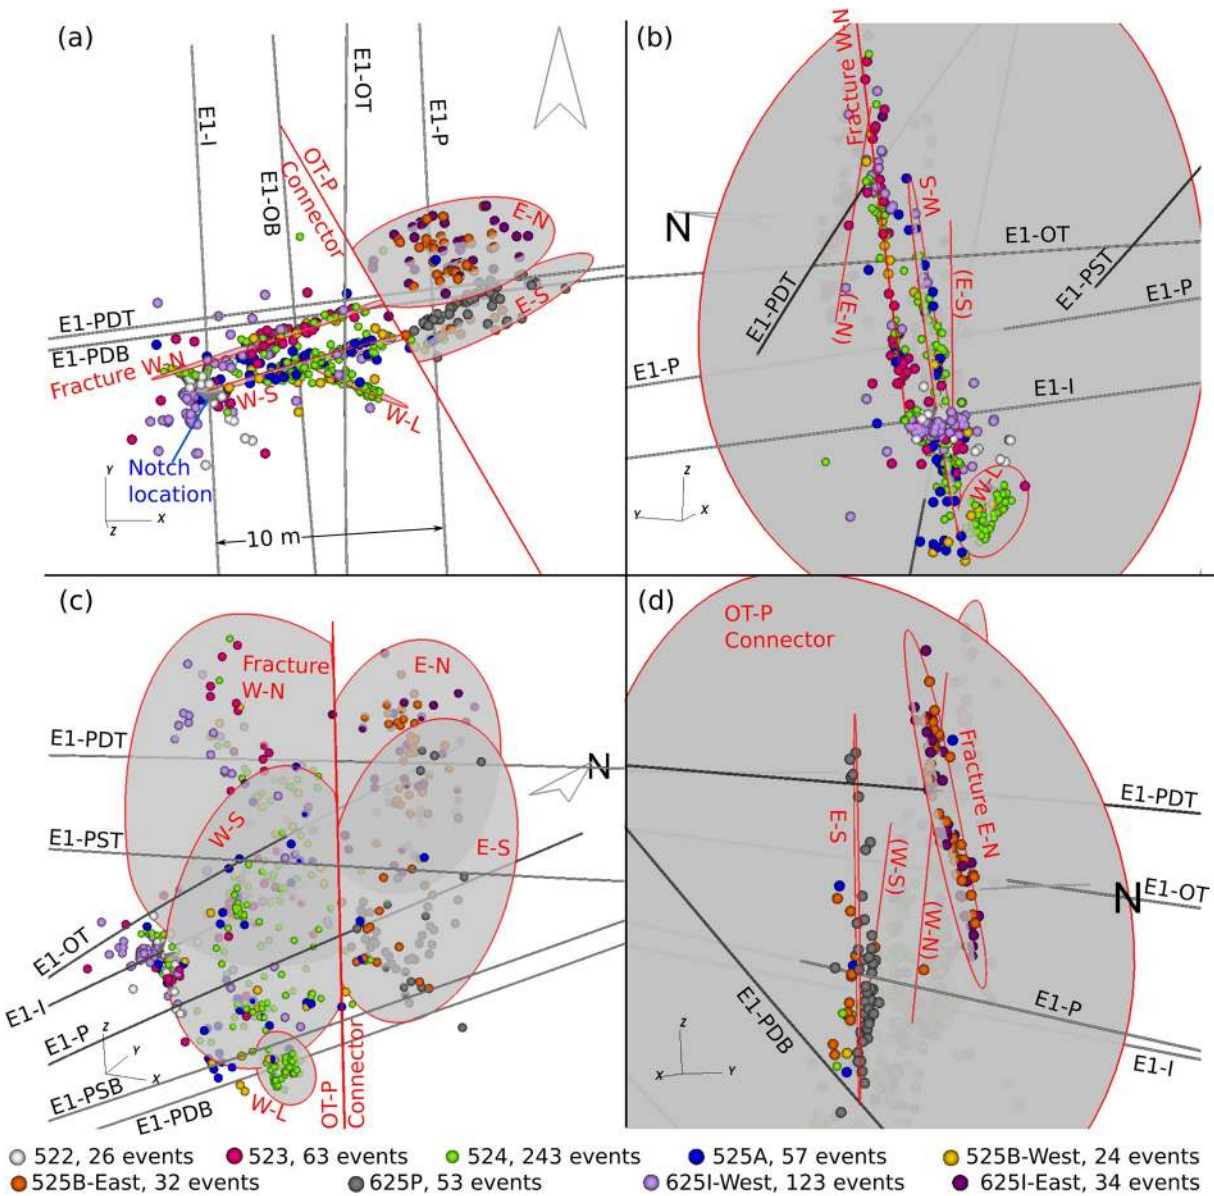 (a)
E1-I
E1-OB
E1-OT
E1-P
OT-P
Connector
E-N
E-S
E1-PDT
E1-PDB
Fracture W-N
W-S
W-L
Notch
location
10 m
Y
Z
X
(b)
Fracture W-N
W-S
(E-S)
(E-N)
N
E1-OT
E1-PDT
E1-PST
E1-P
E1-P
E1-I
W-L
Z
Y
X
(c)
Fracture
W-N
E-N
E1-PDT
N
W-S
E1-PST
E-S
E1-OT
E1-I
E1-P
E1-PSB
E1-PDB
W-L
OT-P
Connector
Z
Y
X
(d)
OT-P
Connector
E-S
(W-S)
(W-N)
Fracture E-N
E1-PDT
E1-OT
N
E1-P
E1-I
E1-PDB
Z
X
Y
522, 26 events 523, 63 events 524, 243 events 525A, 57 events 525B-West, 24 events
525B-East, 32 events 625P, 53 events 625I-West, 123 events 625I-East, 34 events